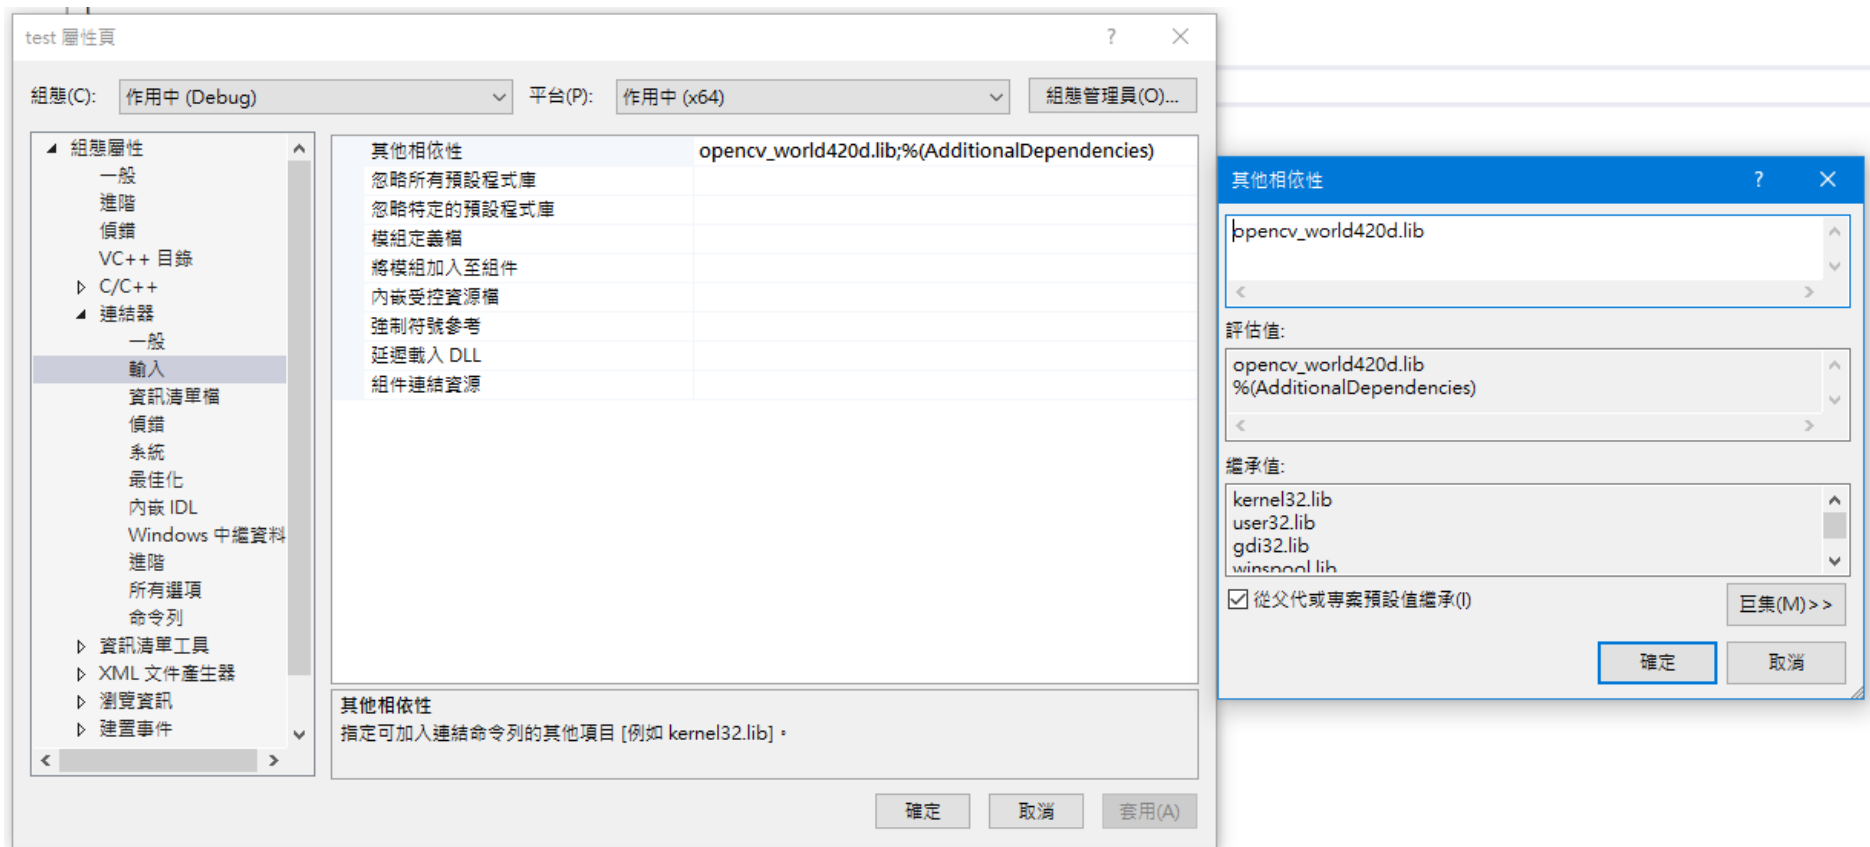 test 屬性頁
組態(C):
作用中 (Debug)
平台(P):
作用中 (x64)
組態管理員(O)...
組態屬性
一般
進階
偵錯
VC++ 目錄
C/C++
連結器
一般
輸入
資訊清單檔
偵錯
系統
最佳化
內嵌 IDL
Windows 中繼資料
進階
所有選項
命令列
資訊清單工具
XML 文件產生器
瀏覽資訊
建置事件
其他相依性 opencv_world420d.lib;%(AdditionalDependencies)
忽略所有預設程式庫
忽略特定的預設程式庫
模組定義檔
將模組加入至組件
內嵌受控資源檔
強制符號參考
延遲載入 DLL
組件連結資源
其他相依性
指定可加入連結命令列的其他項目 [例如 kernel32.lib]。
確定
取消
套用(A)
其他相依性
opencv_world420d.lib
評估值:
opencv_world420d.lib
%(AdditionalDependencies)
繼承值:
kernel32.lib
user32.lib
gdi32.lib
winspool.lib
從父代或專案預設值繼承(I)
巨集(M)>>
確定
取消